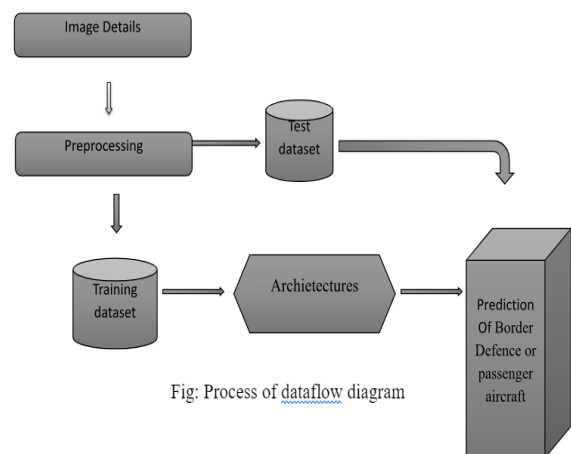 Image Details
Preprocessing
Test
dataset
Training
dataset
Archietectures
Prediction
Of Border
Defence or
passenger
aircraft
Fig: Process of dataflow diagram